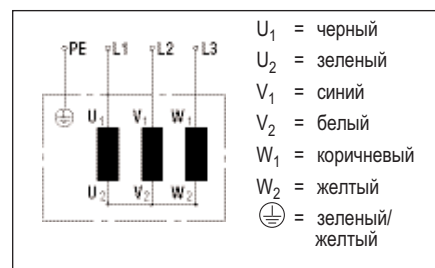 PE L1 L2 L3
U1 V1 W1
U2 V2 W2
U1 = черный
U2 = зеленый
V1 = синий
V2 = белый
W1 = коричневый
W2 = желтый
= зеленый/
желтый